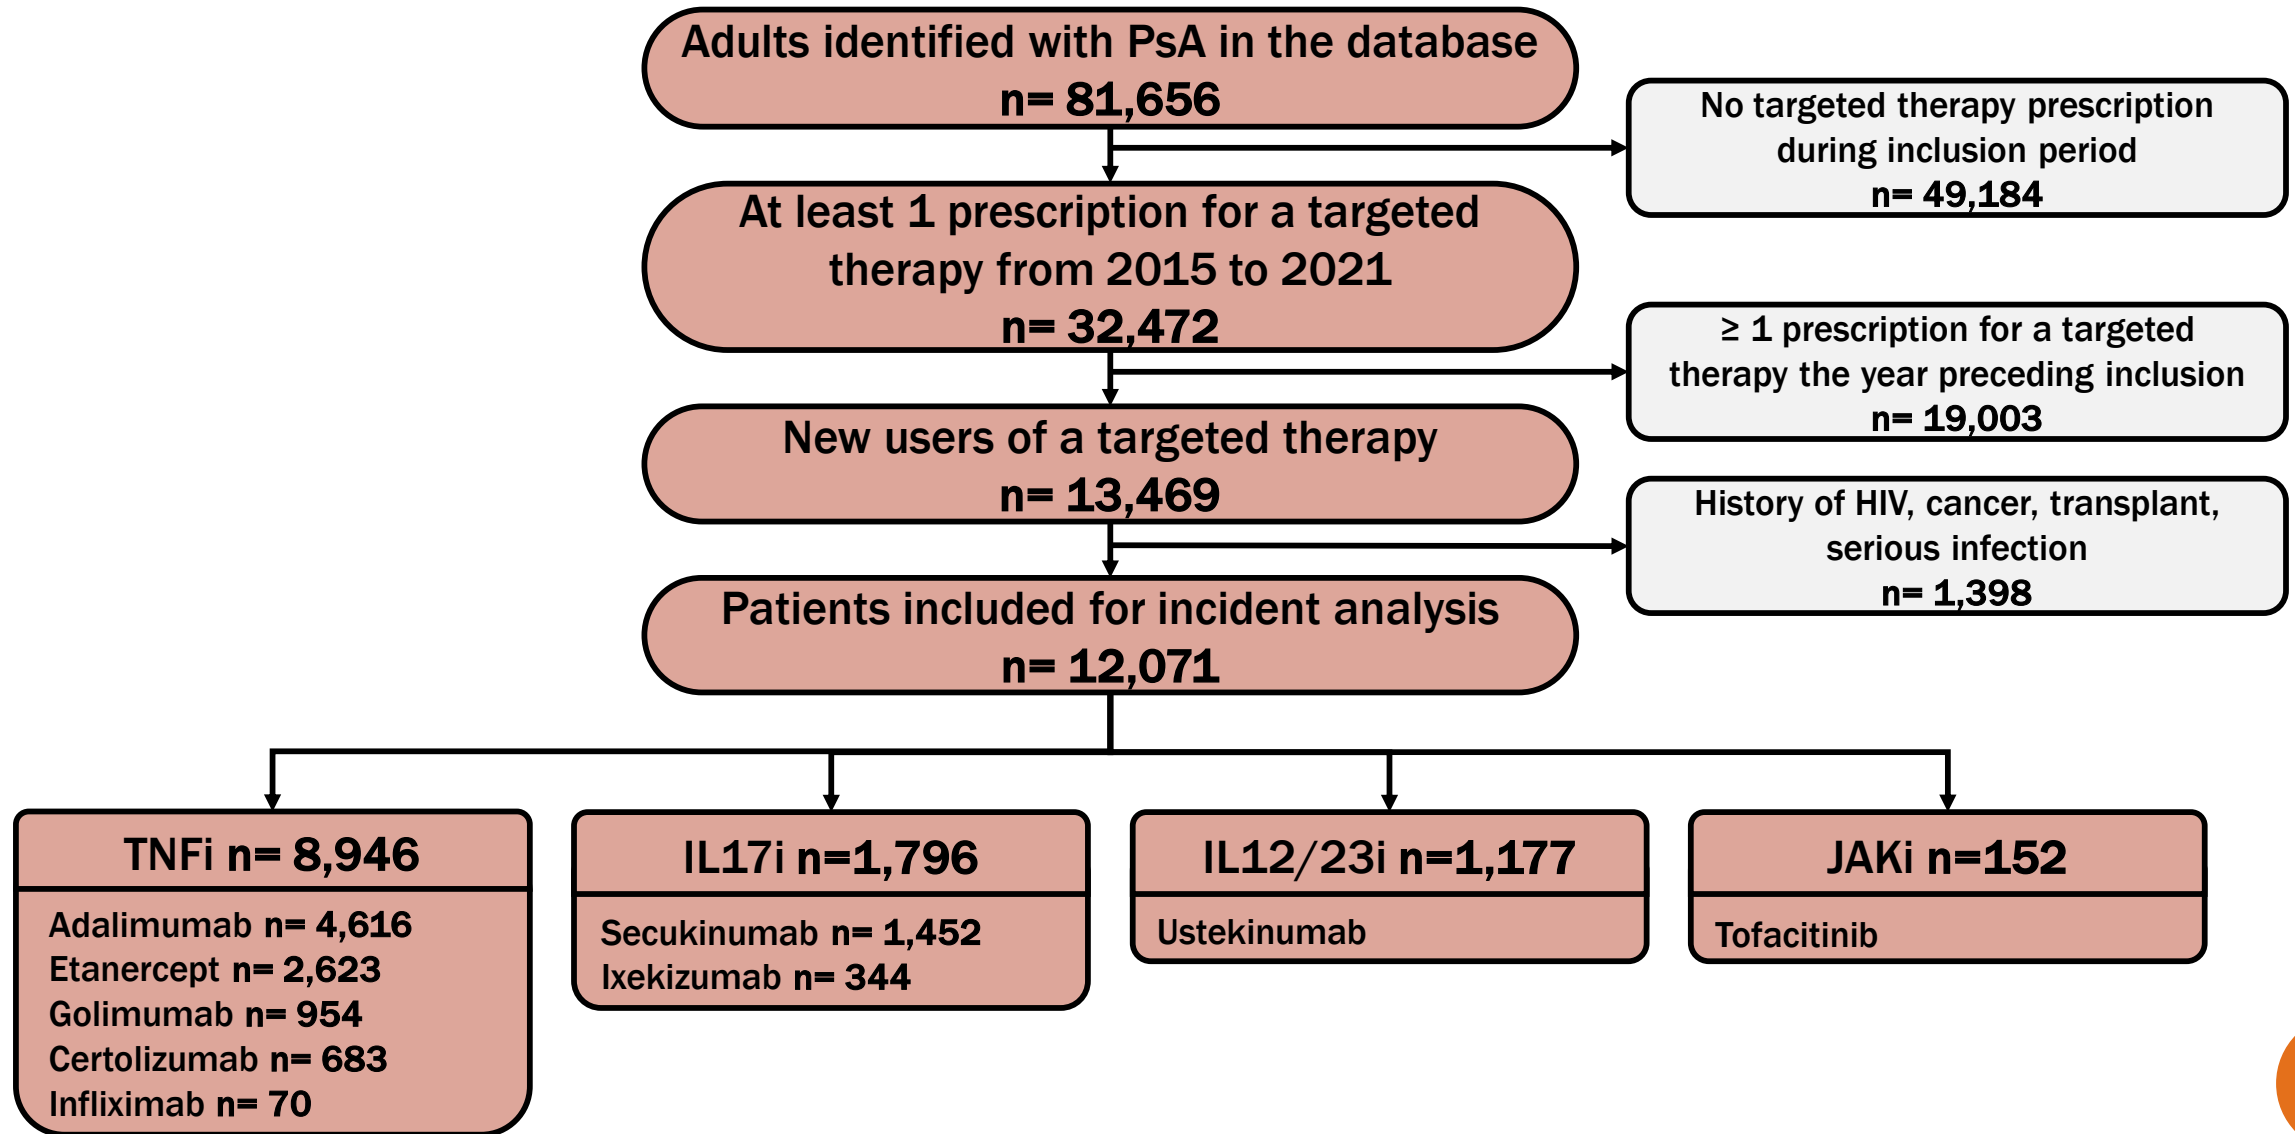 Adults identified with PsA in the database
n= 81,656
No targeted therapy prescription
during inclusion period
n= 49,184
At least 1 prescription for a targeted
therapy from 2015 to 2021
n= 32,472
≥ 1 prescription for a targeted
therapy the year preceding inclusion
n= 19,003
New users of a targeted therapy
n= 13,469
History of HIV, cancer, transplant,
serious infection
n= 1,398
Patients included for incident analysis
n= 12,071
TNFi n= 8,946
Adalimumab n= 4,616
Etanercept n= 2,623
Golimumab n= 954
Certolizumab n= 683
Infliximab n= 70
IL17i n=1,796
Secukinumab n= 1,452
Ixekizumab n= 344
IL12/23i n=1,177
Ustekinumab
JAKi n=152
Tofacitinib